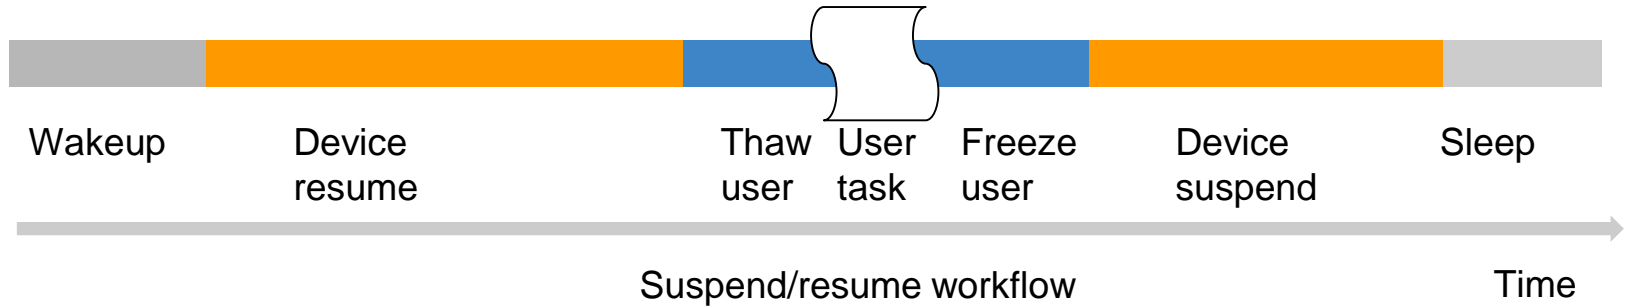 Wakeup Device Thaw User Freeze Device Sleep
resume user task user suspend
Suspend/resume workflow Time